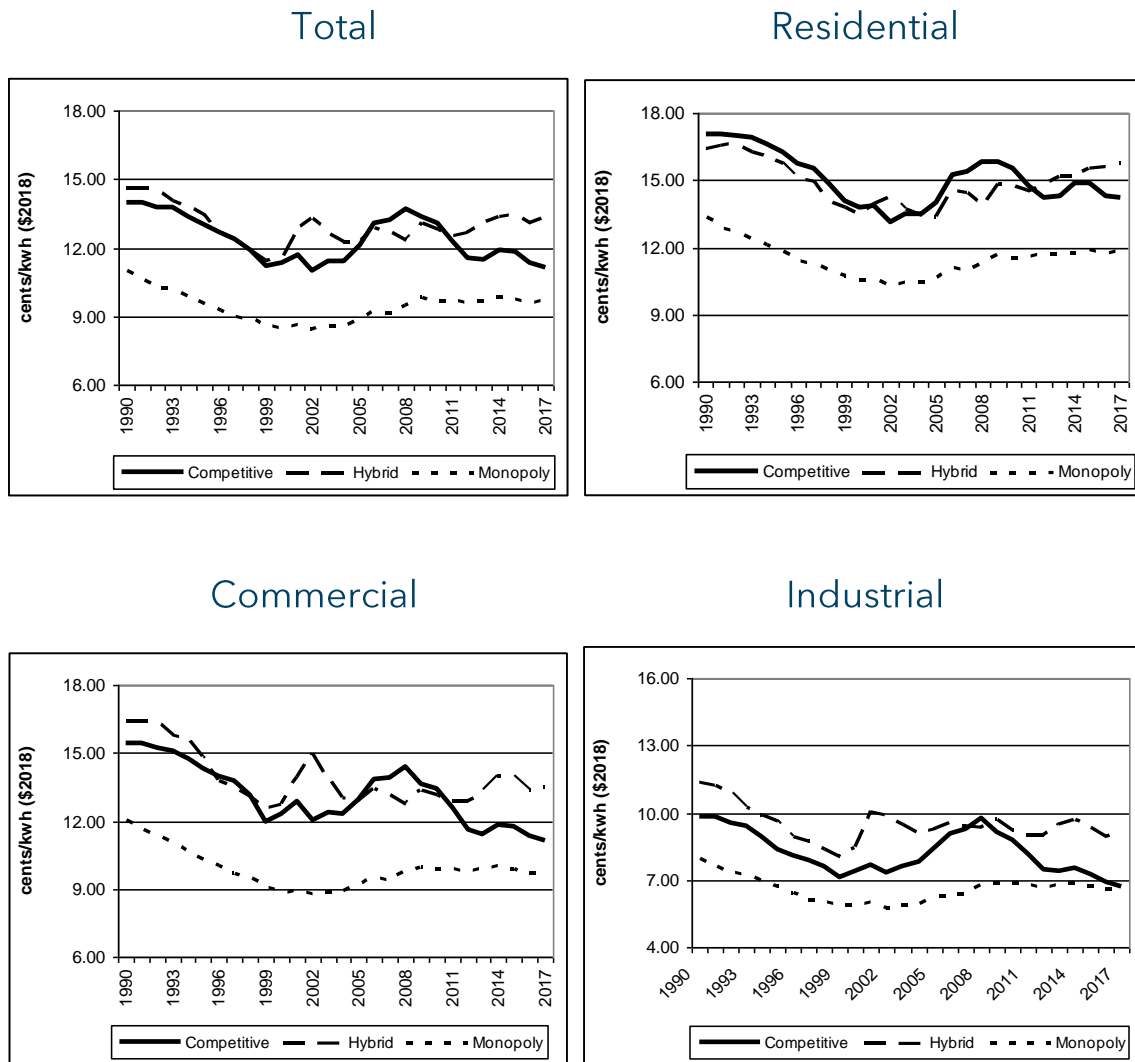 Total
cents/kwh ($2018)
18.00
15.00
12.00
9.00
6.00
1990 1993 1996 1999 2002 2005 2008 2011 2014 2017
Competitive Hybrid Monopoly
Residential
cents/kwh ($2018)
18.00
15.00
12.00
9.00
6.00
1990 1993 1996 1999 2002 2005 2008 2011 2014 2017
Competitive Hybrid Monopoly
Commercial
cents/kwh ($2018)
18.00
15.00
12.00
9.00
6.00
1990 1993 1996 1999 2002 2005 2008 2011 2014 2017
Competitive Hybrid Monopoly
Industrial
cents/kwh ($2018)
16.00
13.00
10.00
7.00
4.00
1990 1993 1996 1999 2002 2005 2008 2011 2014 2017
Competitive Hybrid Monopoly